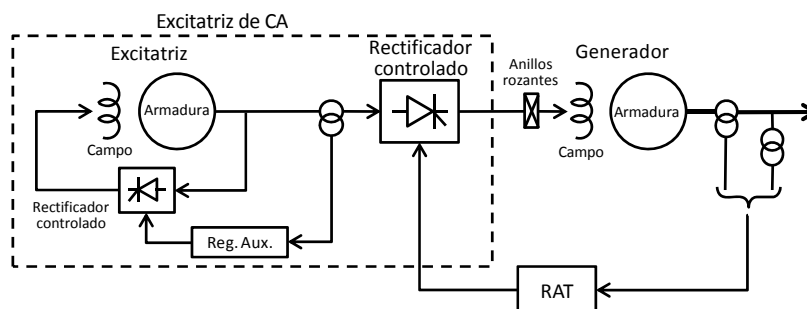 Excitatriz de CA
Excitatriz
Armadura
Campo
Rectificador
controlado
Reg. Aux.
Rectificador
controlado
Anillos
rozantes
Generador
Armadura
Campo
RAT